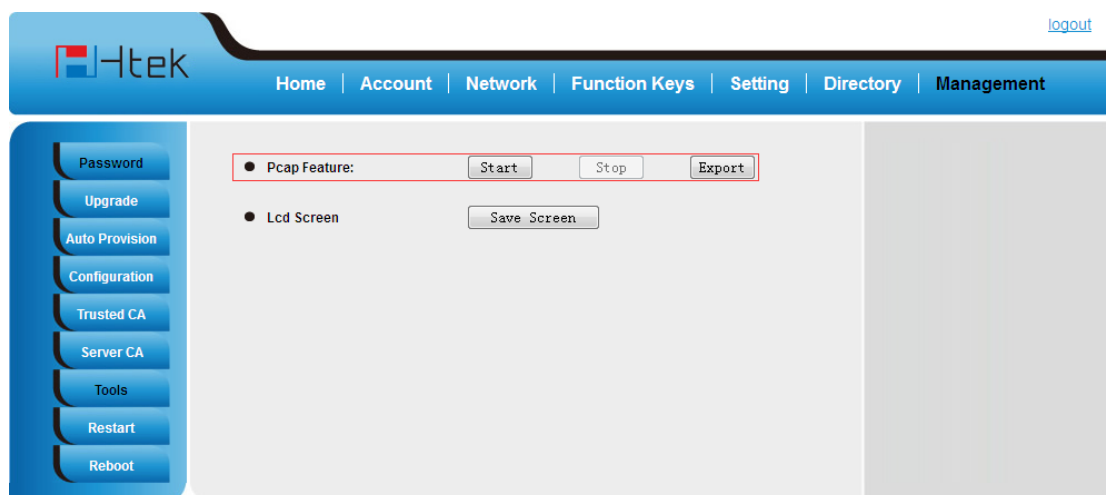 logout
Htek
Home | Account | Network | Function Keys | Setting | Directory | Management
Password
Upgrade
Auto Provision
Configuration
Trusted CA
Server CA
Tools
Restart
Reboot
Pcap Feature: Start Stop Export
Lcd Screen Save Screen